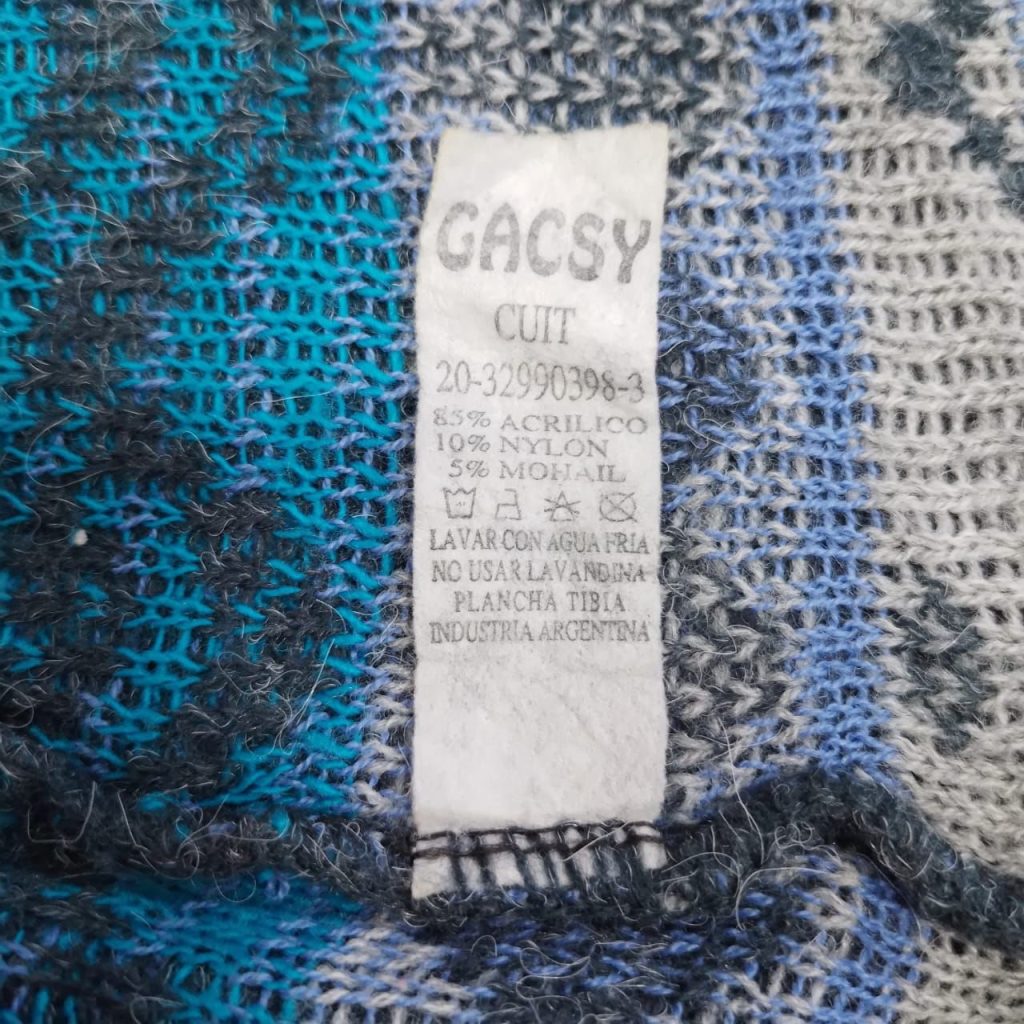 GACSY
CUIT
20-32990398-3
85% ACRILICO
10% NYLON
5% MOHAIL
LAVAR CON AGUA FRIA
NO USAR LAVANDINA
PLANCHA TIBIA
INDUSTRIA ARGENTINA